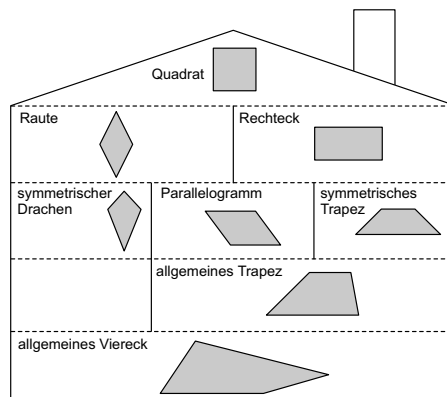 Quadrat
Raute
Rechteck
symmetrischer
Drachen
Parallelogramm
symmetrisches
Trapez
allgemeines Trapez
allgemeines Viereck